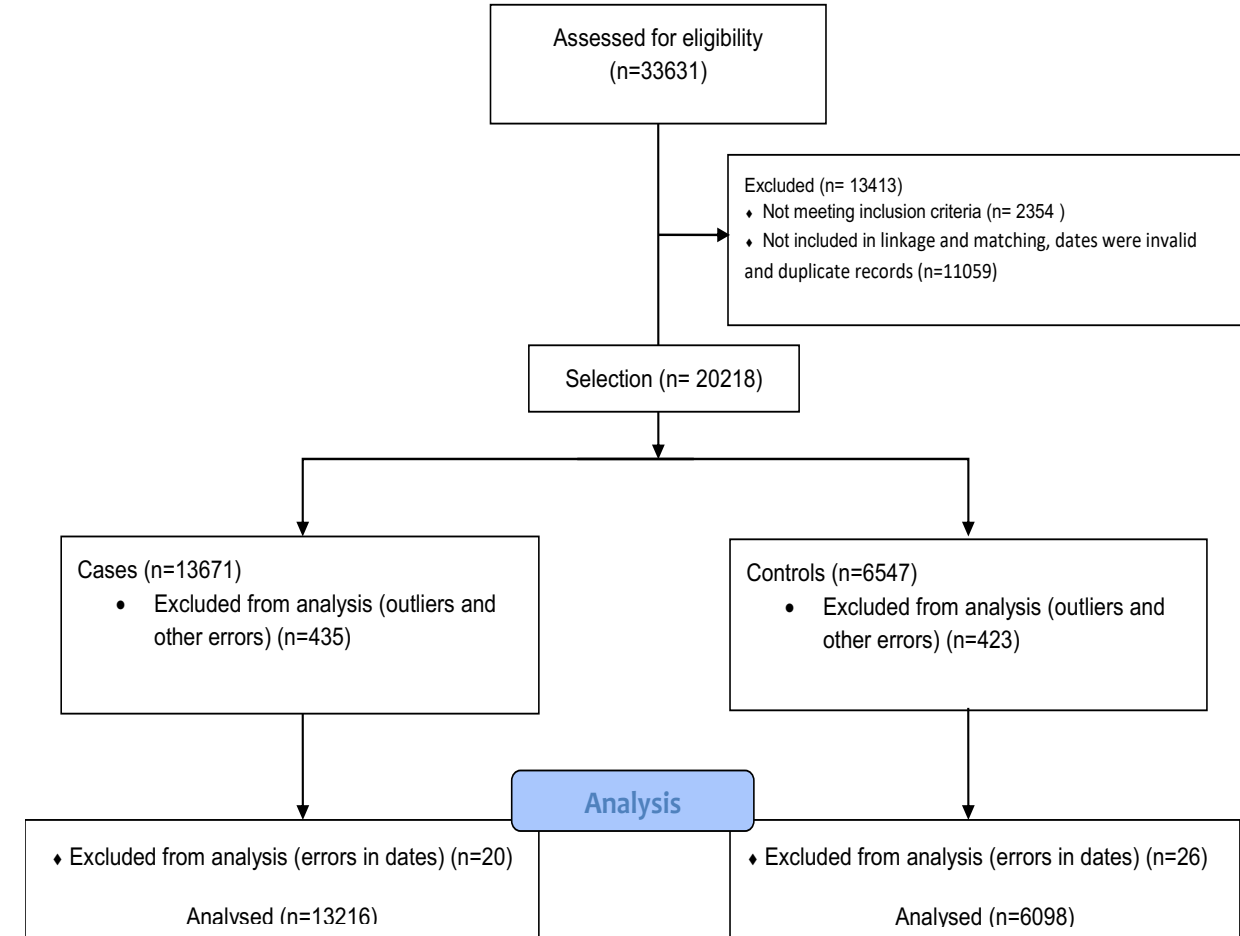 Assessed for eligibility
(n=33631)
Excluded (n= 13413)
♦ Not meeting inclusion criteria (n= 2354 )
♦ Not included in linkage and matching, dates were invalid
and duplicate records (n=11059)
Selection (n= 20218)
Cases (n=13671)
• Excluded from analysis (outliers and
other errors) (n=435)
Controls (n=6547)
• Excluded from analysis (outliers and
other errors) (n=423)
Analysis
♦ Excluded from analysis (errors in dates) (n=20)
Analysed (n=13216)
♦ Excluded from analysis (errors in dates) (n=26)
Analysed (n=6098)